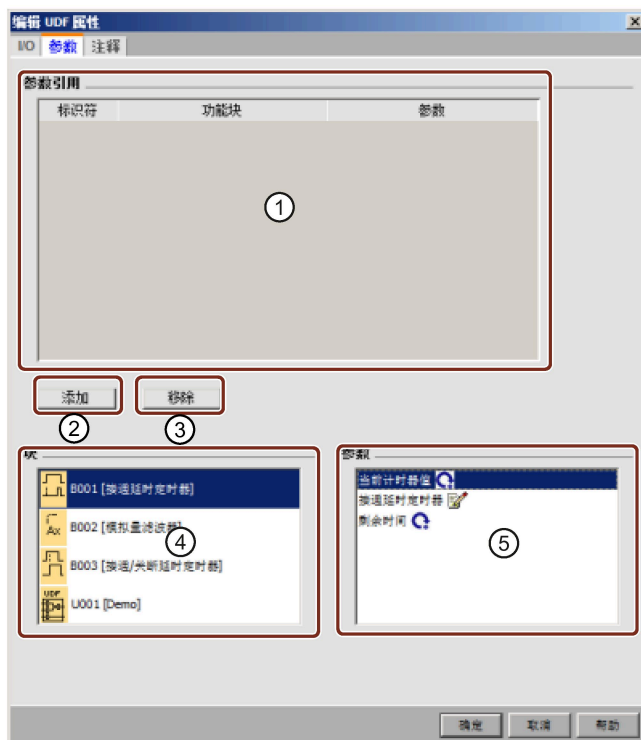 编辑 UDF 属性
I/O 参数 注释
参数引用
标识符 功能块 参数
①
添加 移除
② ③
块 参数
B001 [接通延时定时器]
B002 [模拟量滤波器]
B003 [接通/关断延时定时器]
U001 [Demo]
④
当前计时器值
接通延时定时器
剩余时间
⑤
确定 取消 帮助